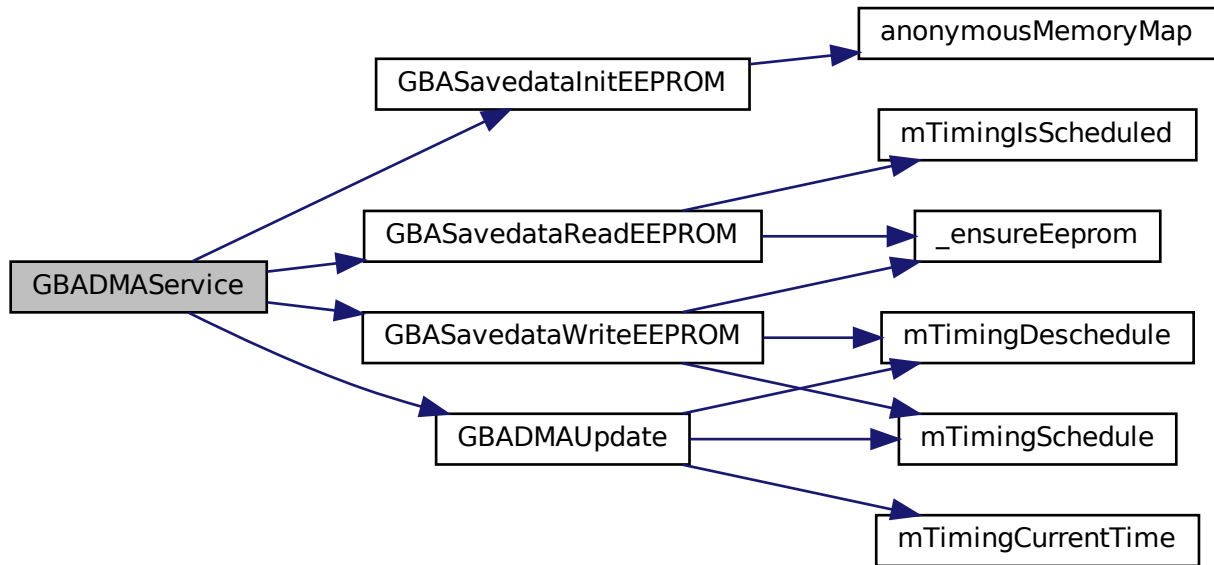 anonymousMemoryMap
GBASavedataInitEEPROM
mTimingIsScheduled
GBASavedataReadEEPROM
_ensureEeprom
GBADMAService
GBASavedataWriteEEPROM
mTimingDeschedule
GBADMAUpdate
mTimingSchedule
mTimingCurrentTime